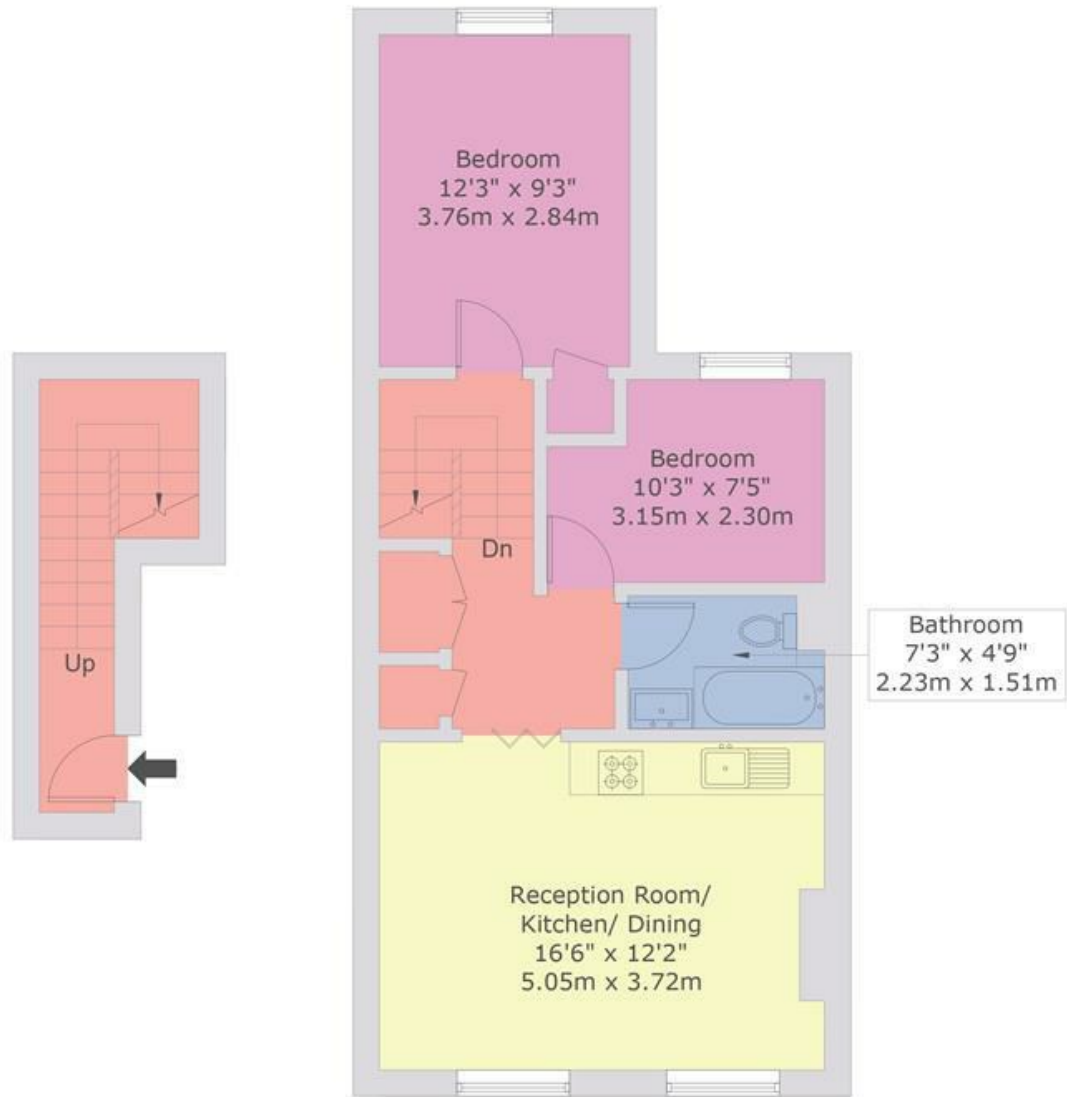 Bedroom
12'3" x 9'3"
3.76m x 2.84m
Bedroom
10'3" x 7'5"
3.15m x 2.30m
Dn
Up
Bathroom
7'3" x 4'9"
2.23m x 1.51m
Reception Room/
Kitchen/ Dining
16'6" x 12'2"
5.05m x 3.72m